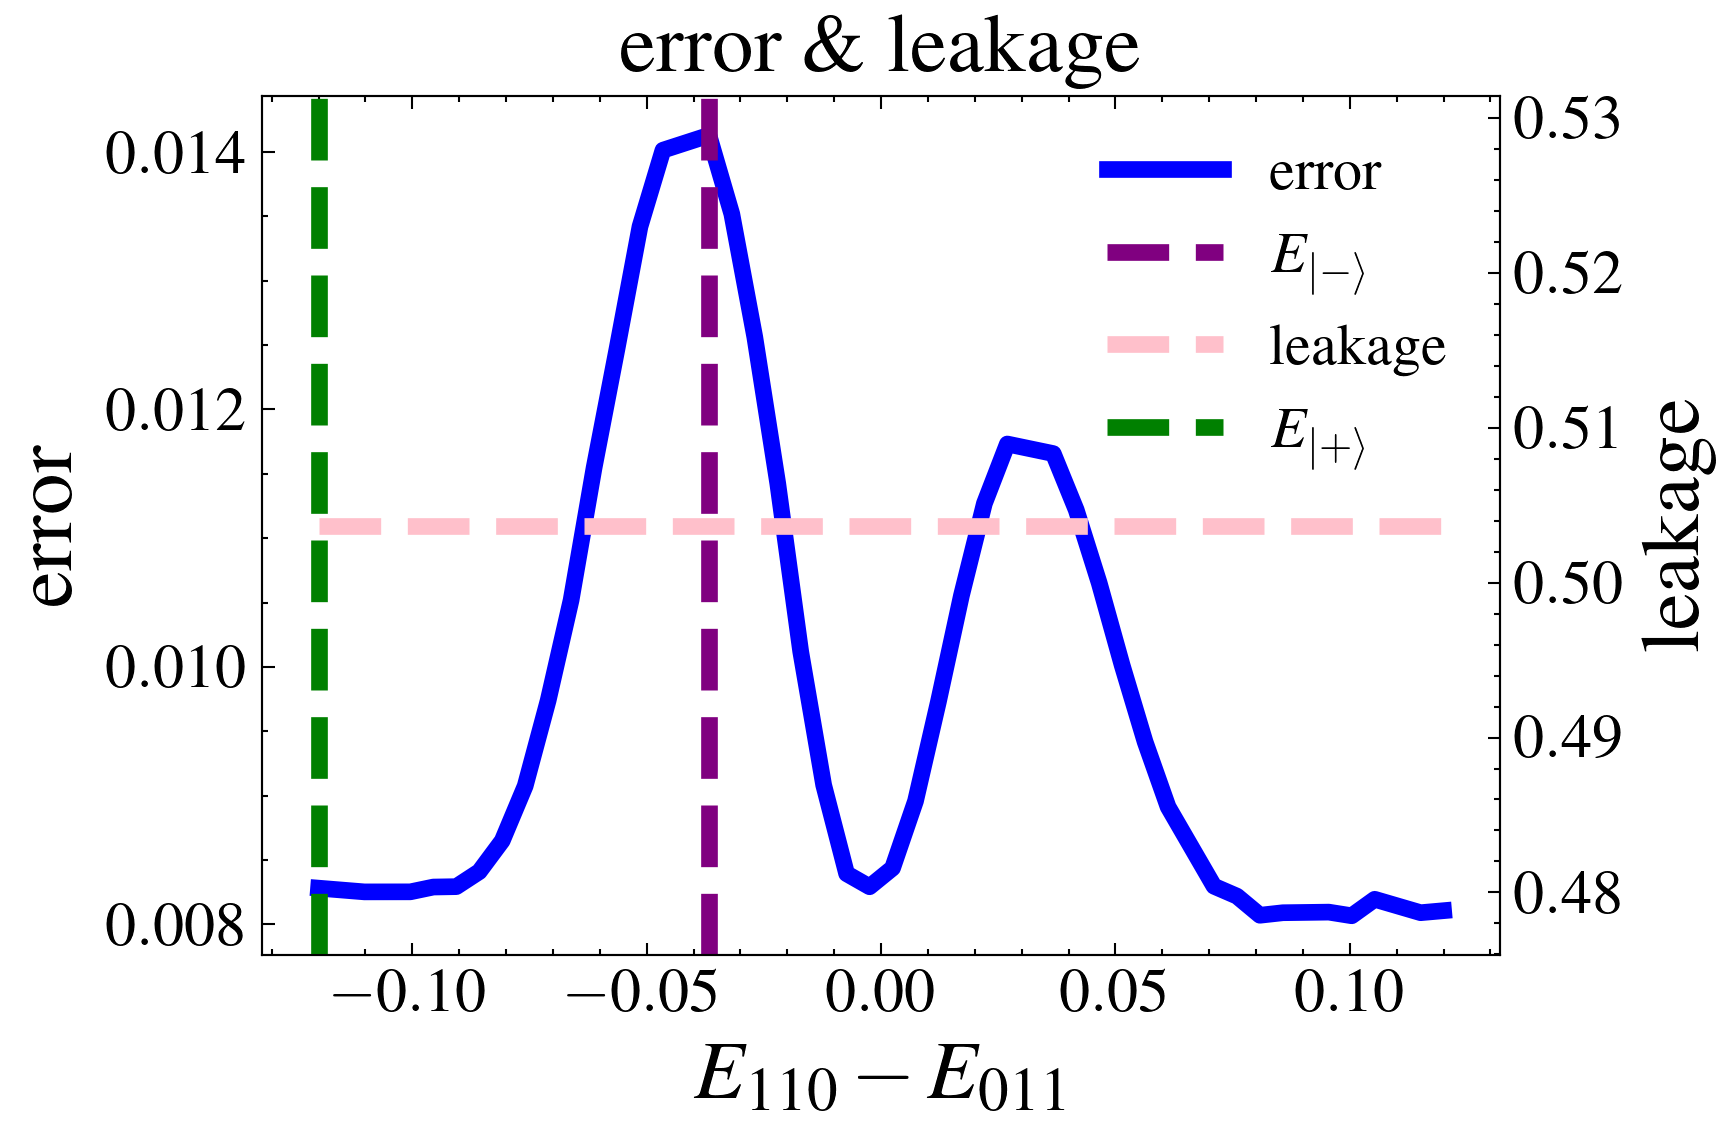 error & leakage
0.014
0.012
0.010
0.008
error
0.53
0.52
0.51
0.50
0.49
0.48
leakage
error
E|−⟩
leakage
E|+⟩
−0.10 −0.05 0.00 0.05 0.10
E110 − E011